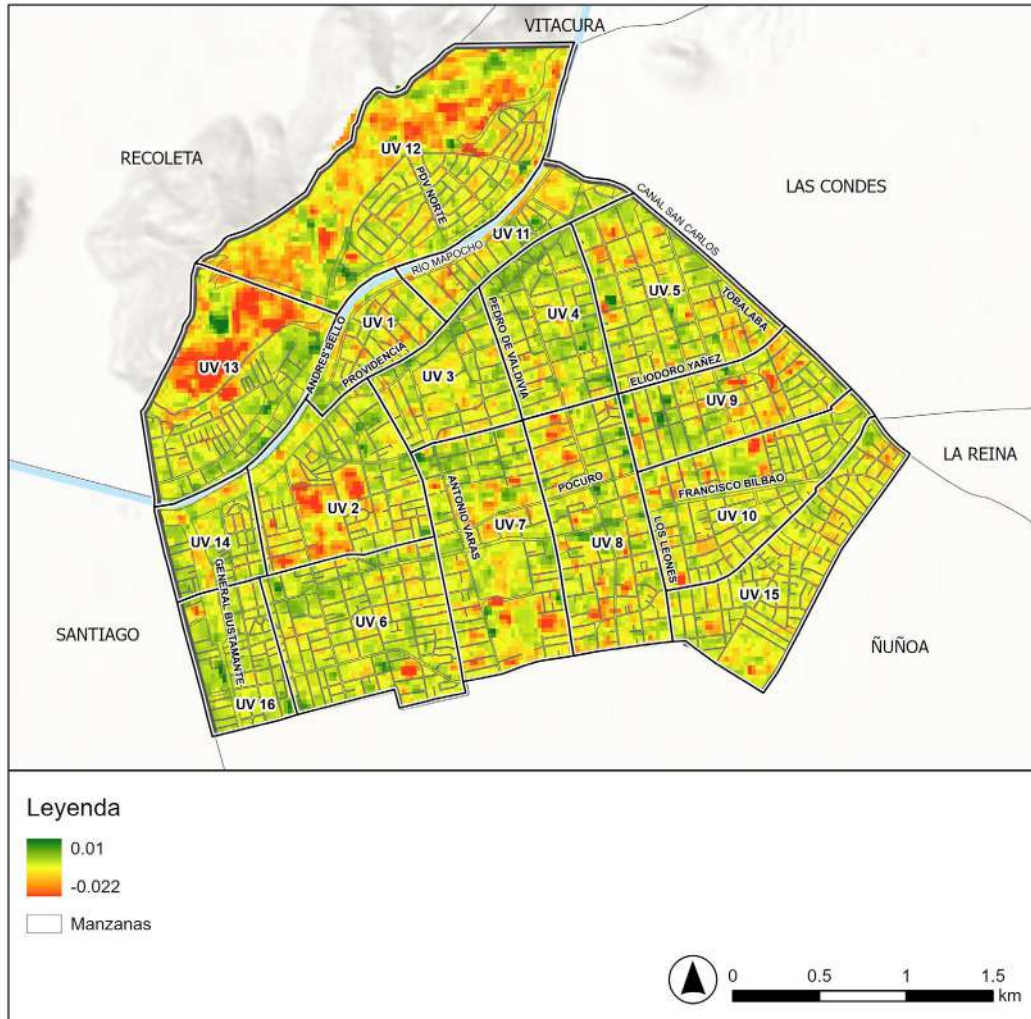 VITACURA
RECOLETA
LAS CONDES
UV 12
PDV NORTE
CANAL SAN CARLOS
UV 11
RÍO MAPOCHO
UV 5
TOBALABA
UV 1
UV 4
ANDRES BELLO
PROVIDENCIA
PEDRO DE VALDIVIA
UV 13
UV 3
ELIODORO YAÑEZ
UV 9
LA REINA
POCURO
FRANCISCO BILBAO
UV 2
ANTONIO VARAS
UV 7
UV 10
UV 14
UV 8
LOS LEONES
GENERAL BUSTAMANTE
UV 15
SANTIAGO
UV 6
ÑUÑOA
UV 16
Leyenda
0.01
-0.022
Manzanas
0 0.5 1 1.5
km